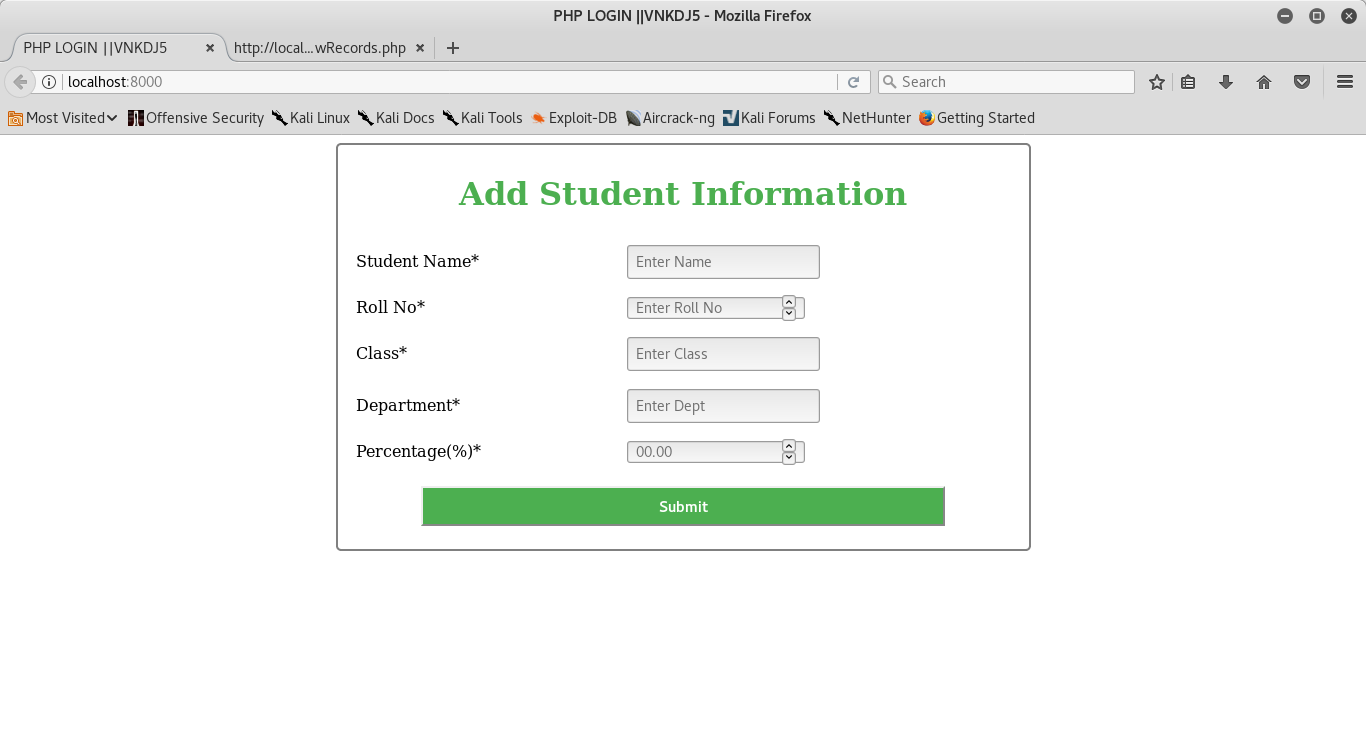 PHP LOGIN ||VNKDJ5 - Mozilla Firefox
PHP LOGIN ||VNKDJ5 http://local...wRecords.php
localhost:8000 Search
Most Visited Offensive Security Kali Linux Kali Docs Kali Tools Exploit-DB Aircrack-ng Kali Forums NetHunter Getting Started
Add Student Information
Student Name* Enter Name
Roll No* Enter Roll No
Class* Enter Class
Department* Enter Dept
Percentage(%)* 00.00
Submit